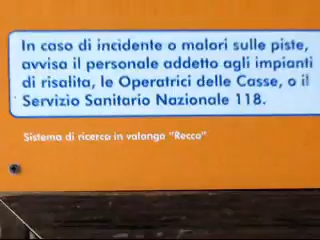 In caso di incidente o malori sulle piste,
avvisa il personale addetto agli impianti
di risalita, le Operatrici delle Casse, o il
Servizio Sanitario Nazionale 118.
Sistema di ricerca in valanga "Recco"